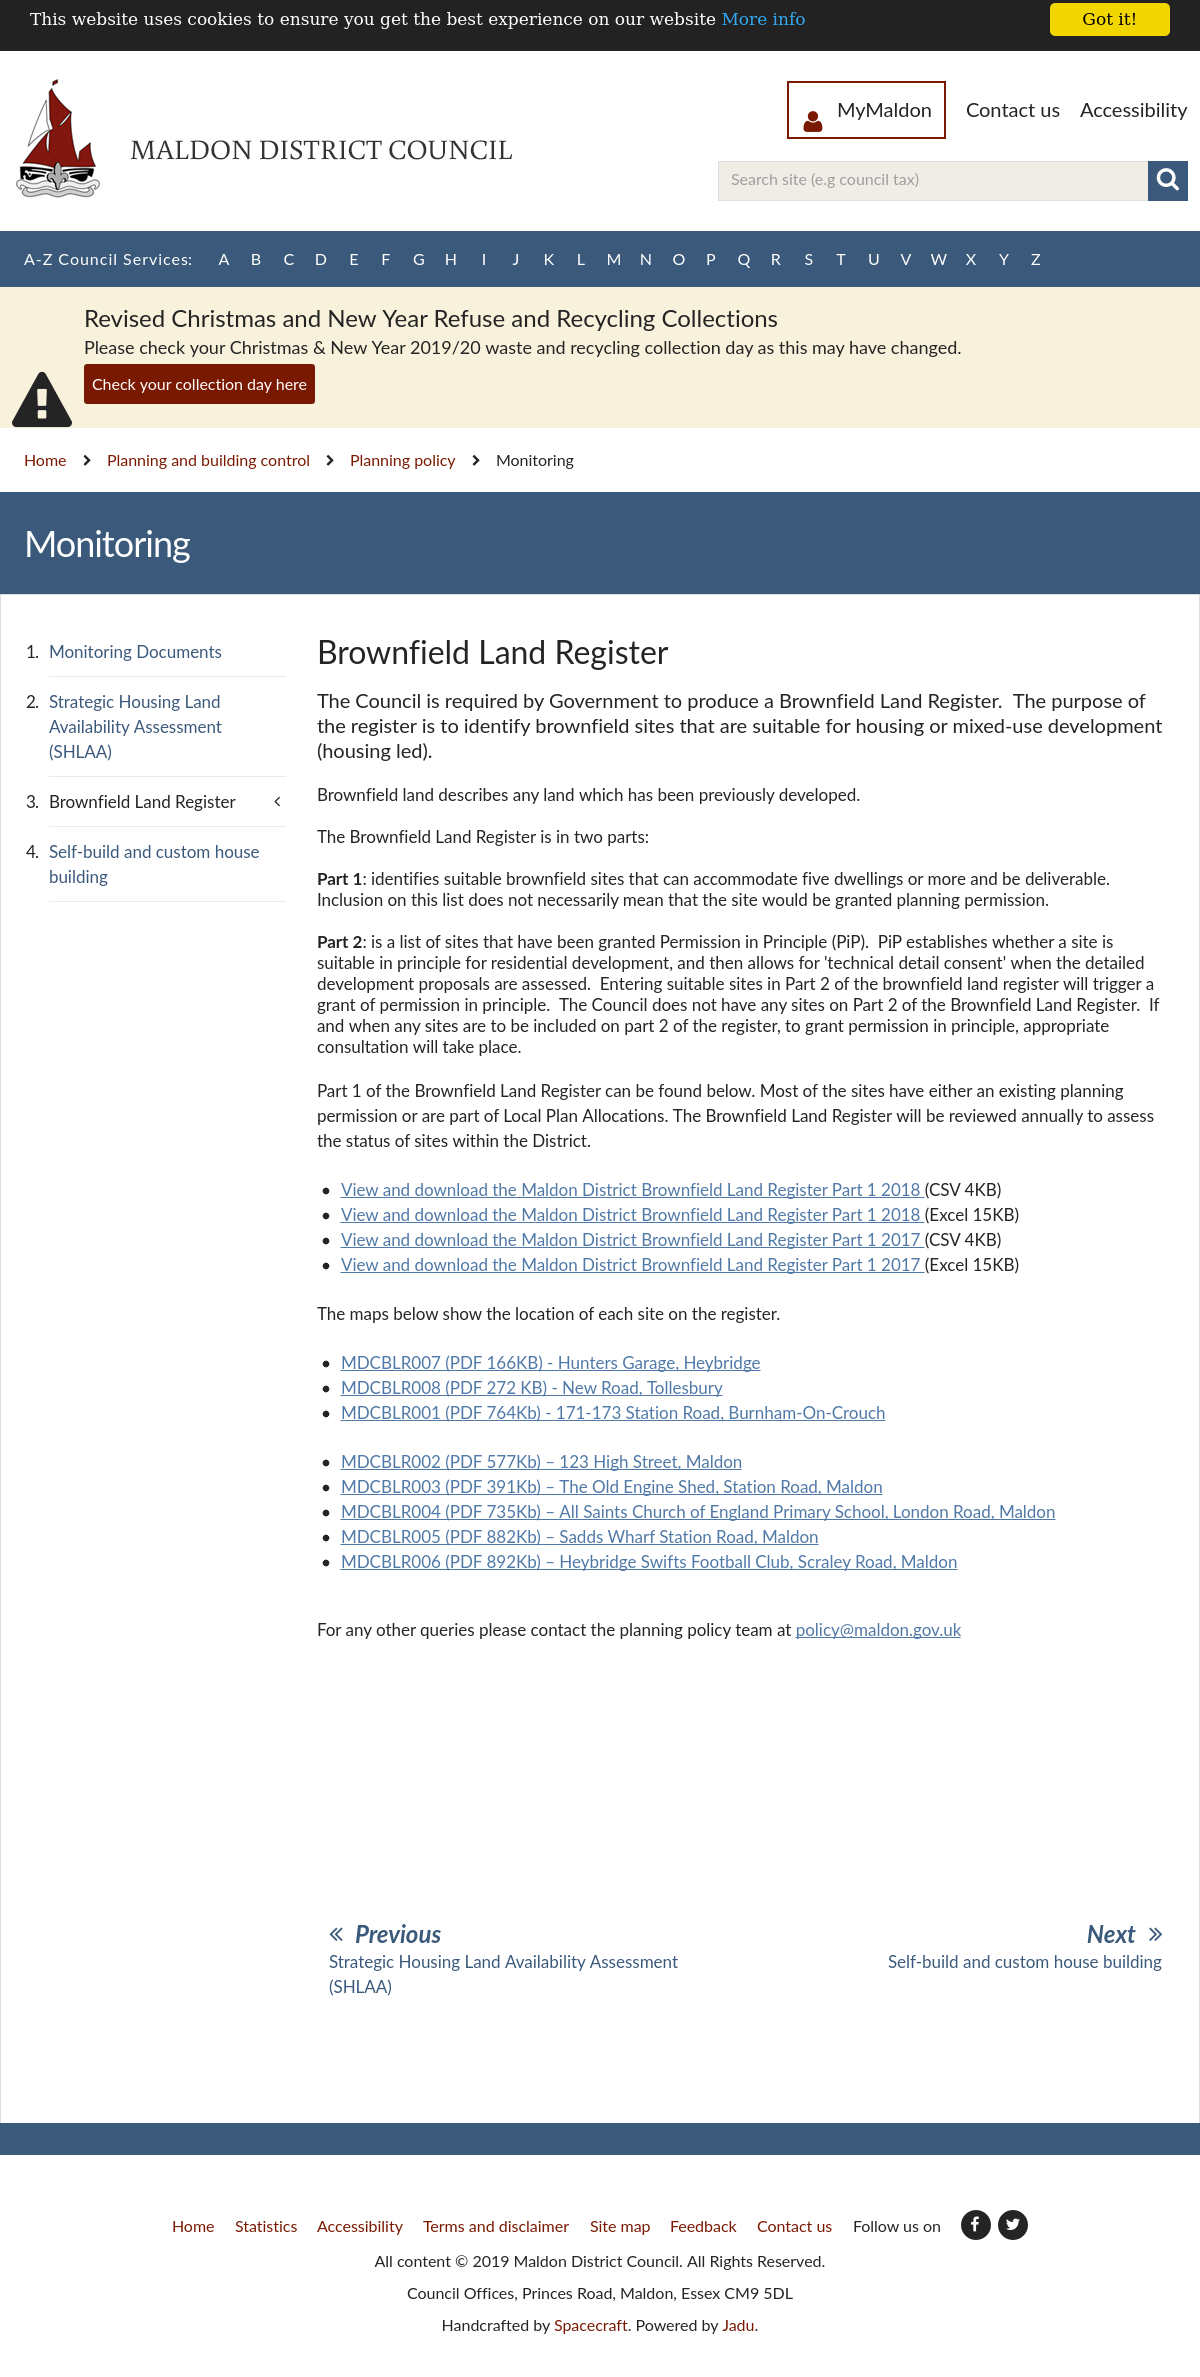 This website uses cookies to ensure you get the best experience on our website More info
Got it!
MyMaldon
Contact us
Accessibility
MALDON DISTRICT COUNCIL
Search site (e.g council tax)
A-Z Council Services: A B C D E F G H I J K L M N O P Q R S T U V W X Y Z
Revised Christmas and New Year Refuse and Recycling Collections
Please check your Christmas & New Year 2019/20 waste and recycling collection day as this may have changed.
Check your collection day here
Home Planning and building control Planning policy Monitoring
Monitoring
1. Monitoring Documents
2. Strategic Housing Land
Availability Assessment
(SHLAA)
3. Brownfield Land Register
4. Self-build and custom house
building
Brownfield Land Register
The Council is required by Government to produce a Brownfield Land Register.  The purpose of
the register is to identify brownfield sites that are suitable for housing or mixed-use development
(housing led).
Brownfield land describes any land which has been previously developed.
The Brownfield Land Register is in two parts:
Part 1: identifies suitable brownfield sites that can accommodate five dwellings or more and be deliverable.
Inclusion on this list does not necessarily mean that the site would be granted planning permission.
Part 2: is a list of sites that have been granted Permission in Principle (PiP).  PiP establishes whether a site is
suitable in principle for residential development, and then allows for 'technical detail consent' when the detailed
development proposals are assessed.  Entering suitable sites in Part 2 of the brownfield land register will trigger a
grant of permission in principle.  The Council does not have any sites on Part 2 of the Brownfield Land Register.  If
and when any sites are to be included on part 2 of the register, to grant permission in principle, appropriate
consultation will take place.
Part 1 of the Brownfield Land Register can be found below. Most of the sites have either an existing planning
permission or are part of Local Plan Allocations. The Brownfield Land Register will be reviewed annually to assess
the status of sites within the District.
• View and download the Maldon District Brownfield Land Register Part 1 2018 (CSV 4KB)
• View and download the Maldon District Brownfield Land Register Part 1 2018 (Excel 15KB)
• View and download the Maldon District Brownfield Land Register Part 1 2017 (CSV 4KB)
• View and download the Maldon District Brownfield Land Register Part 1 2017 (Excel 15KB)
The maps below show the location of each site on the register.
• MDCBLR007 (PDF 166KB) - Hunters Garage, Heybridge
• MDCBLR008 (PDF 272 KB) - New Road, Tollesbury
• MDCBLR001 (PDF 764Kb) - 171-173 Station Road, Burnham-On-Crouch
• MDCBLR002 (PDF 577Kb) – 123 High Street, Maldon
• MDCBLR003 (PDF 391Kb) – The Old Engine Shed, Station Road, Maldon
• MDCBLR004 (PDF 735Kb) – All Saints Church of England Primary School, London Road, Maldon
• MDCBLR005 (PDF 882Kb) – Sadds Wharf Station Road, Maldon
• MDCBLR006 (PDF 892Kb) – Heybridge Swifts Football Club, Scraley Road, Maldon
For any other queries please contact the planning policy team at policy@maldon.gov.uk
« Previous
Strategic Housing Land Availability Assessment
(SHLAA)
Next »
Self-build and custom house building
Home Statistics Accessibility Terms and disclaimer Site map Feedback Contact us Follow us on
All content © 2019 Maldon District Council. All Rights Reserved.
Council Offices, Princes Road, Maldon, Essex CM9 5DL
Handcrafted by Spacecraft. Powered by Jadu.